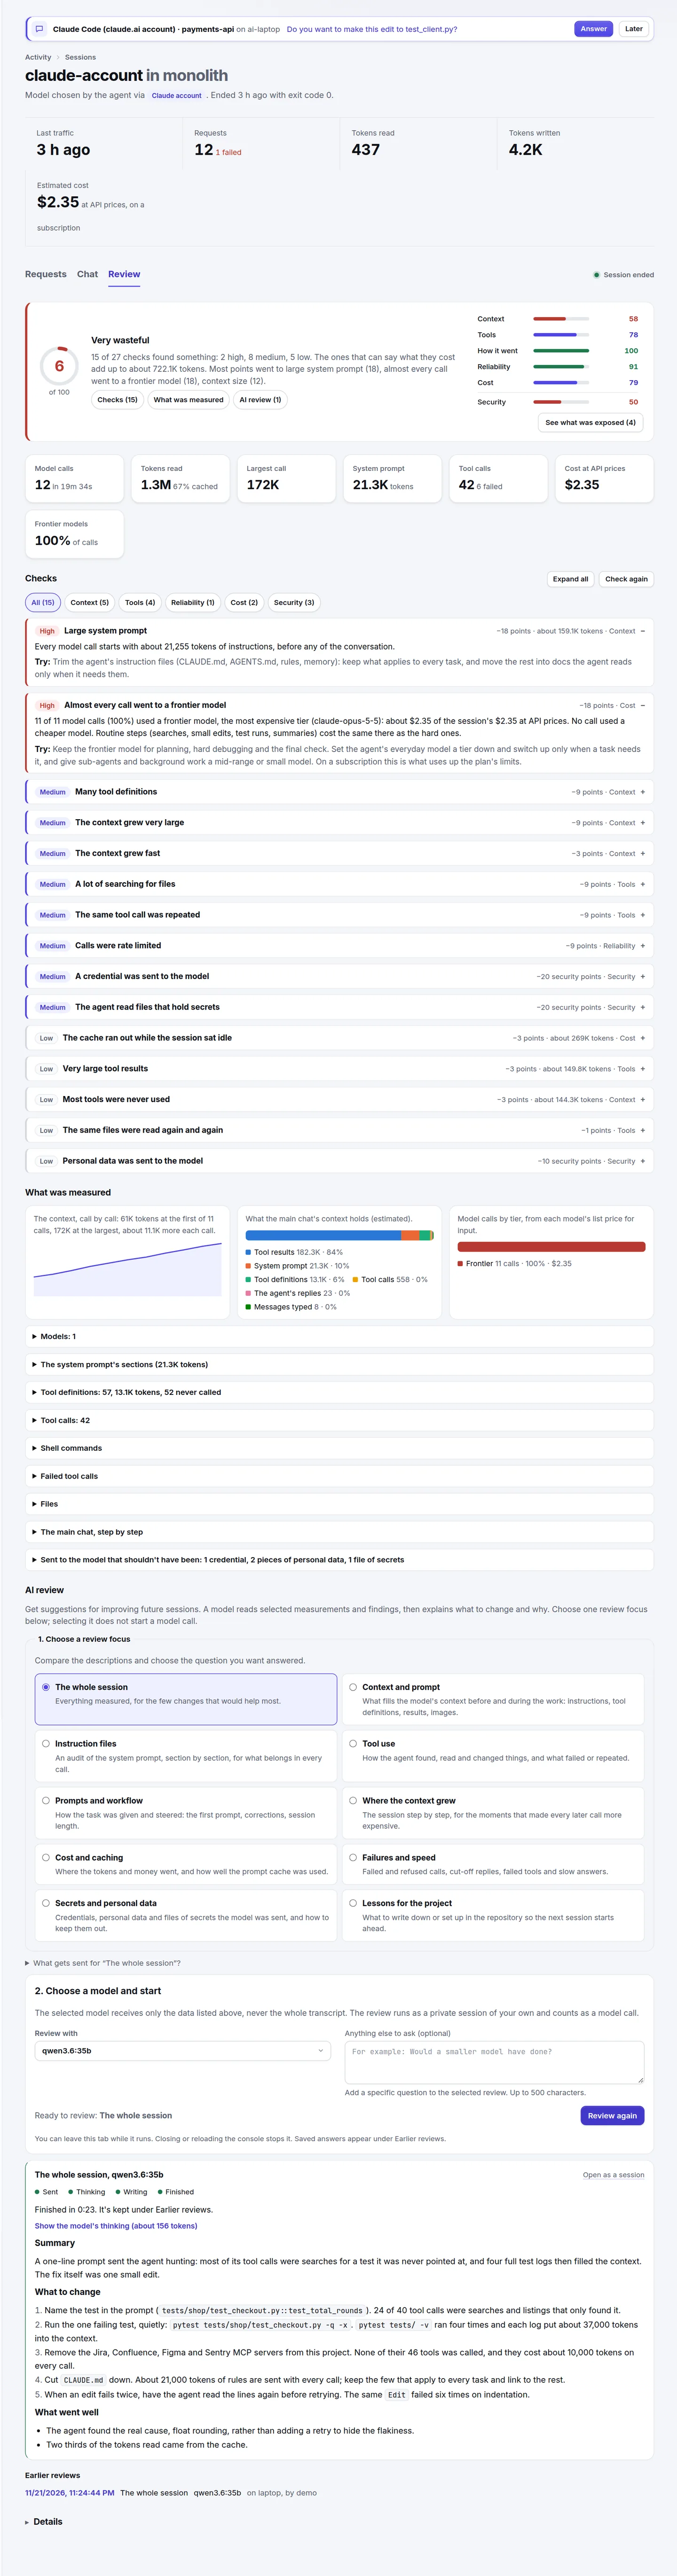 Claude Code (claude.ai account) · payments-api on ai-laptop Do you want to make this edit to test_client.py?
Answer
Later
Activity > Sessions
claude-account in monolith
Model chosen by the agent via Claude account . Ended 3 h ago with exit code 0.
Last traffic
3 h ago
Requests
12 1 failed
Tokens read
437
Tokens written
4.2K
Estimated cost
$2.35 at API prices, on a
subscription
Requests Chat Review
Session ended
6
of 100
Very wasteful
15 of 27 checks found something: 2 high, 8 medium, 5 low. The ones that can say what they cost
add up to about 722.1K tokens. Most points went to large system prompt (18), almost every call
went to a frontier model (18), context size (12).
Checks (15) What was measured AI review (1)
Context 58
Tools 78
How it went 100
Reliability 91
Cost 79
Security 50
See what was exposed (4)
Model calls
12 in 19m 34s
Tokens read
1.3M 67% cached
Largest call
172K
System prompt
21.3K tokens
Tool calls
42 6 failed
Cost at API prices
$2.35
Frontier models
100% of calls
Checks
Expand all Check again
All (15) Context (5) Tools (4) Reliability (1) Cost (2) Security (3)
High Large system prompt −18 points · about 159.1K tokens · Context −
Every model call starts with about 21,255 tokens of instructions, before any of the conversation.
Try: Trim the agent's instruction files (CLAUDE.md, AGENTS.md, rules, memory): keep what applies to every task, and move the rest into docs the agent reads
only when it needs them.
High Almost every call went to a frontier model −18 points · Cost −
11 of 11 model calls (100%) used a frontier model, the most expensive tier (claude-opus-5-5): about $2.35 of the session's $2.35 at API prices. No call used a
cheaper model. Routine steps (searches, small edits, test runs, summaries) cost the same there as the hard ones.
Try: Keep the frontier model for planning, hard debugging and the final check. Set the agent's everyday model a tier down and switch up only when a task needs
it, and give sub-agents and background work a mid-range or small model. On a subscription this is what uses up the plan's limits.
Medium Many tool definitions −9 points · Context +
Medium The context grew very large −9 points · Context +
Medium The context grew fast −3 points · Context +
Medium A lot of searching for files −9 points · Tools +
Medium The same tool call was repeated −9 points · Tools +
Medium Calls were rate limited −9 points · Reliability +
Medium A credential was sent to the model −20 security points · Security +
Medium The agent read files that hold secrets −20 security points · Security +
Low The cache ran out while the session sat idle −3 points · about 269K tokens · Cost +
Low Very large tool results −3 points · about 149.8K tokens · Tools +
Low Most tools were never used −3 points · about 144.3K tokens · Context +
Low The same files were read again and again −1 points · Tools +
Low Personal data was sent to the model −10 security points · Security +
What was measured
The context, call by call: 61K tokens at the first of 11
calls, 172K at the largest, about 11.1K more each call.
What the main chat's context holds (estimated).
Tool results 182.3K · 84%
System prompt 21.3K · 10%
Tool definitions 13.1K · 6% Tool calls 558 · 0%
The agent's replies 23 · 0%
Messages typed 8 · 0%
Model calls by tier, from each model's list price for
input.
Frontier 11 calls · 100% · $2.35
Models: 1
The system prompt's sections (21.3K tokens)
Tool definitions: 57, 13.1K tokens, 52 never called
Tool calls: 42
Shell commands
Failed tool calls
Files
The main chat, step by step
Sent to the model that shouldn't have been: 1 credential, 2 pieces of personal data, 1 file of secrets
AI review
Get suggestions for improving future sessions. A model reads selected measurements and findings, then explains what to change and why. Choose one review focus
below; selecting it does not start a model call.
1. Choose a review focus
Compare the descriptions and choose the question you want answered.
The whole session
Everything measured, for the few changes that would help most.
Context and prompt
What fills the model's context before and during the work: instructions, tool
definitions, results, images.
Instruction files
An audit of the system prompt, section by section, for what belongs in every
call.
Tool use
How the agent found, read and changed things, and what failed or repeated.
Prompts and workflow
How the task was given and steered: the first prompt, corrections, session
length.
Where the context grew
The session step by step, for the moments that made every later call more
expensive.
Cost and caching
Where the tokens and money went, and how well the prompt cache was used.
Failures and speed
Failed and refused calls, cut-off replies, failed tools and slow answers.
Secrets and personal data
Credentials, personal data and files of secrets the model was sent, and how to
keep them out.
Lessons for the project
What to write down or set up in the repository so the next session starts
ahead.
What gets sent for “The whole session”?
2. Choose a model and start
The selected model receives only the data listed above, never the whole transcript. The review runs as a private session of your own and counts as a model call.
Review with
qwen3.6:35b
Anything else to ask (optional)
For example: Would a smaller model have done?
Add a specific question to the selected review. Up to 500 characters.
Ready to review: The whole session
Review again
You can leave this tab while it runs. Closing or reloading the console stops it. Saved answers appear under Earlier reviews.
The whole session, qwen3.6:35b
Open as a session
Sent Thinking Writing Finished
Finished in 0:23. It's kept under Earlier reviews.
Show the model's thinking (about 156 tokens)
Summary
A one-line prompt sent the agent hunting: most of its tool calls were searches for a test it was never pointed at, and four full test logs then filled the context.
The fix itself was one small edit.
What to change
1. Name the test in the prompt ( tests/shop/test_checkout.py::test_total_rounds ). 24 of 40 tool calls were searches and listings that only found it.
2. Run the one failing test, quietly: pytest tests/shop/test_checkout.py -q -x . pytest tests/ -v ran four times and each log put about 37,000 tokens
into the context.
3. Remove the Jira, Confluence, Figma and Sentry MCP servers from this project. None of their 46 tools was called, and they cost about 10,000 tokens on
every call.
4. Cut CLAUDE.md down. About 21,000 tokens of rules are sent with every call; keep the few that apply to every task and link to the rest.
5. When an edit fails twice, have the agent read the lines again before retrying. The same Edit failed six times on indentation.
What went well
• The agent found the real cause, float rounding, rather than adding a retry to hide the flakiness.
• Two thirds of the tokens read came from the cache.
Earlier reviews
11/21/2026, 11:24:44 PM The whole session qwen3.6:35b on laptop, by demo
Details